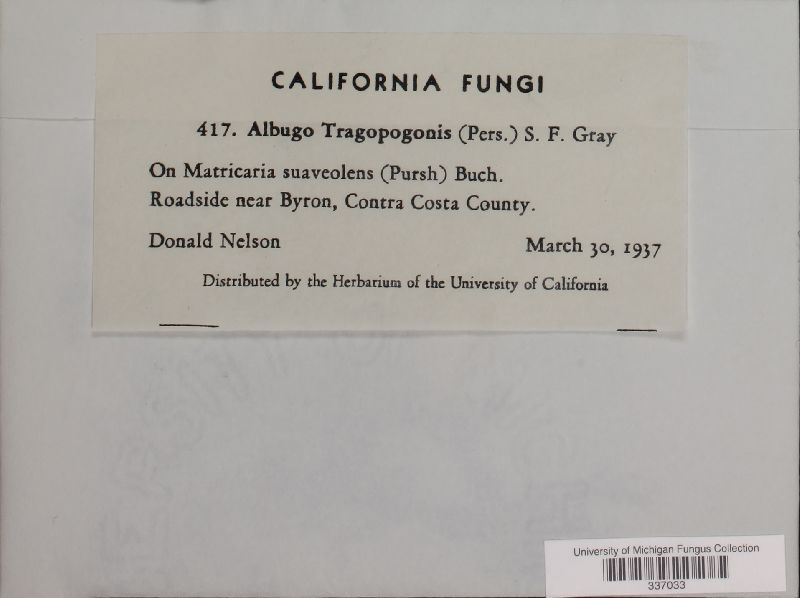 CALIFORNIA FUNGI
417. Albugo Tragopogonis (Pers.) S. F. Gray
On Matricaria suaveolens (Pursh) Buch.
Roadside near Byron, Contra Costa County.
Donald Nelson March 30, 1937
Distributed by the Herbarium of the University of California
University of Michigan Fungus Collection
337033